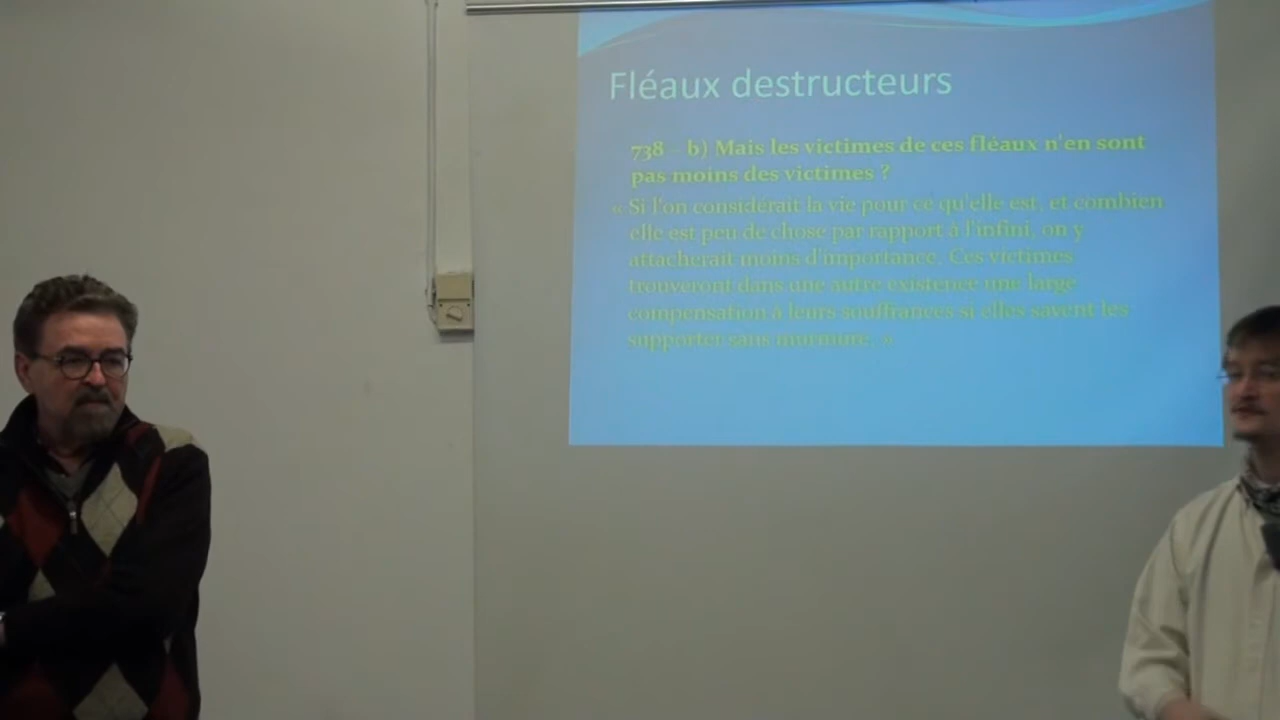 Fléaux destructeurs
738 – b) Mais les victimes de ces fléaux n'en sont
pas moins des victimes ?
« Si l'on considérait la vie pour ce qu'elle est, et combien
elle est peu de chose par rapport à l'infini, on y
attacherait moins d'importance. Ces victimes
trouveront dans une autre existence une large
compensation à leurs souffrances si elles savent les
supporter sans murmure. »